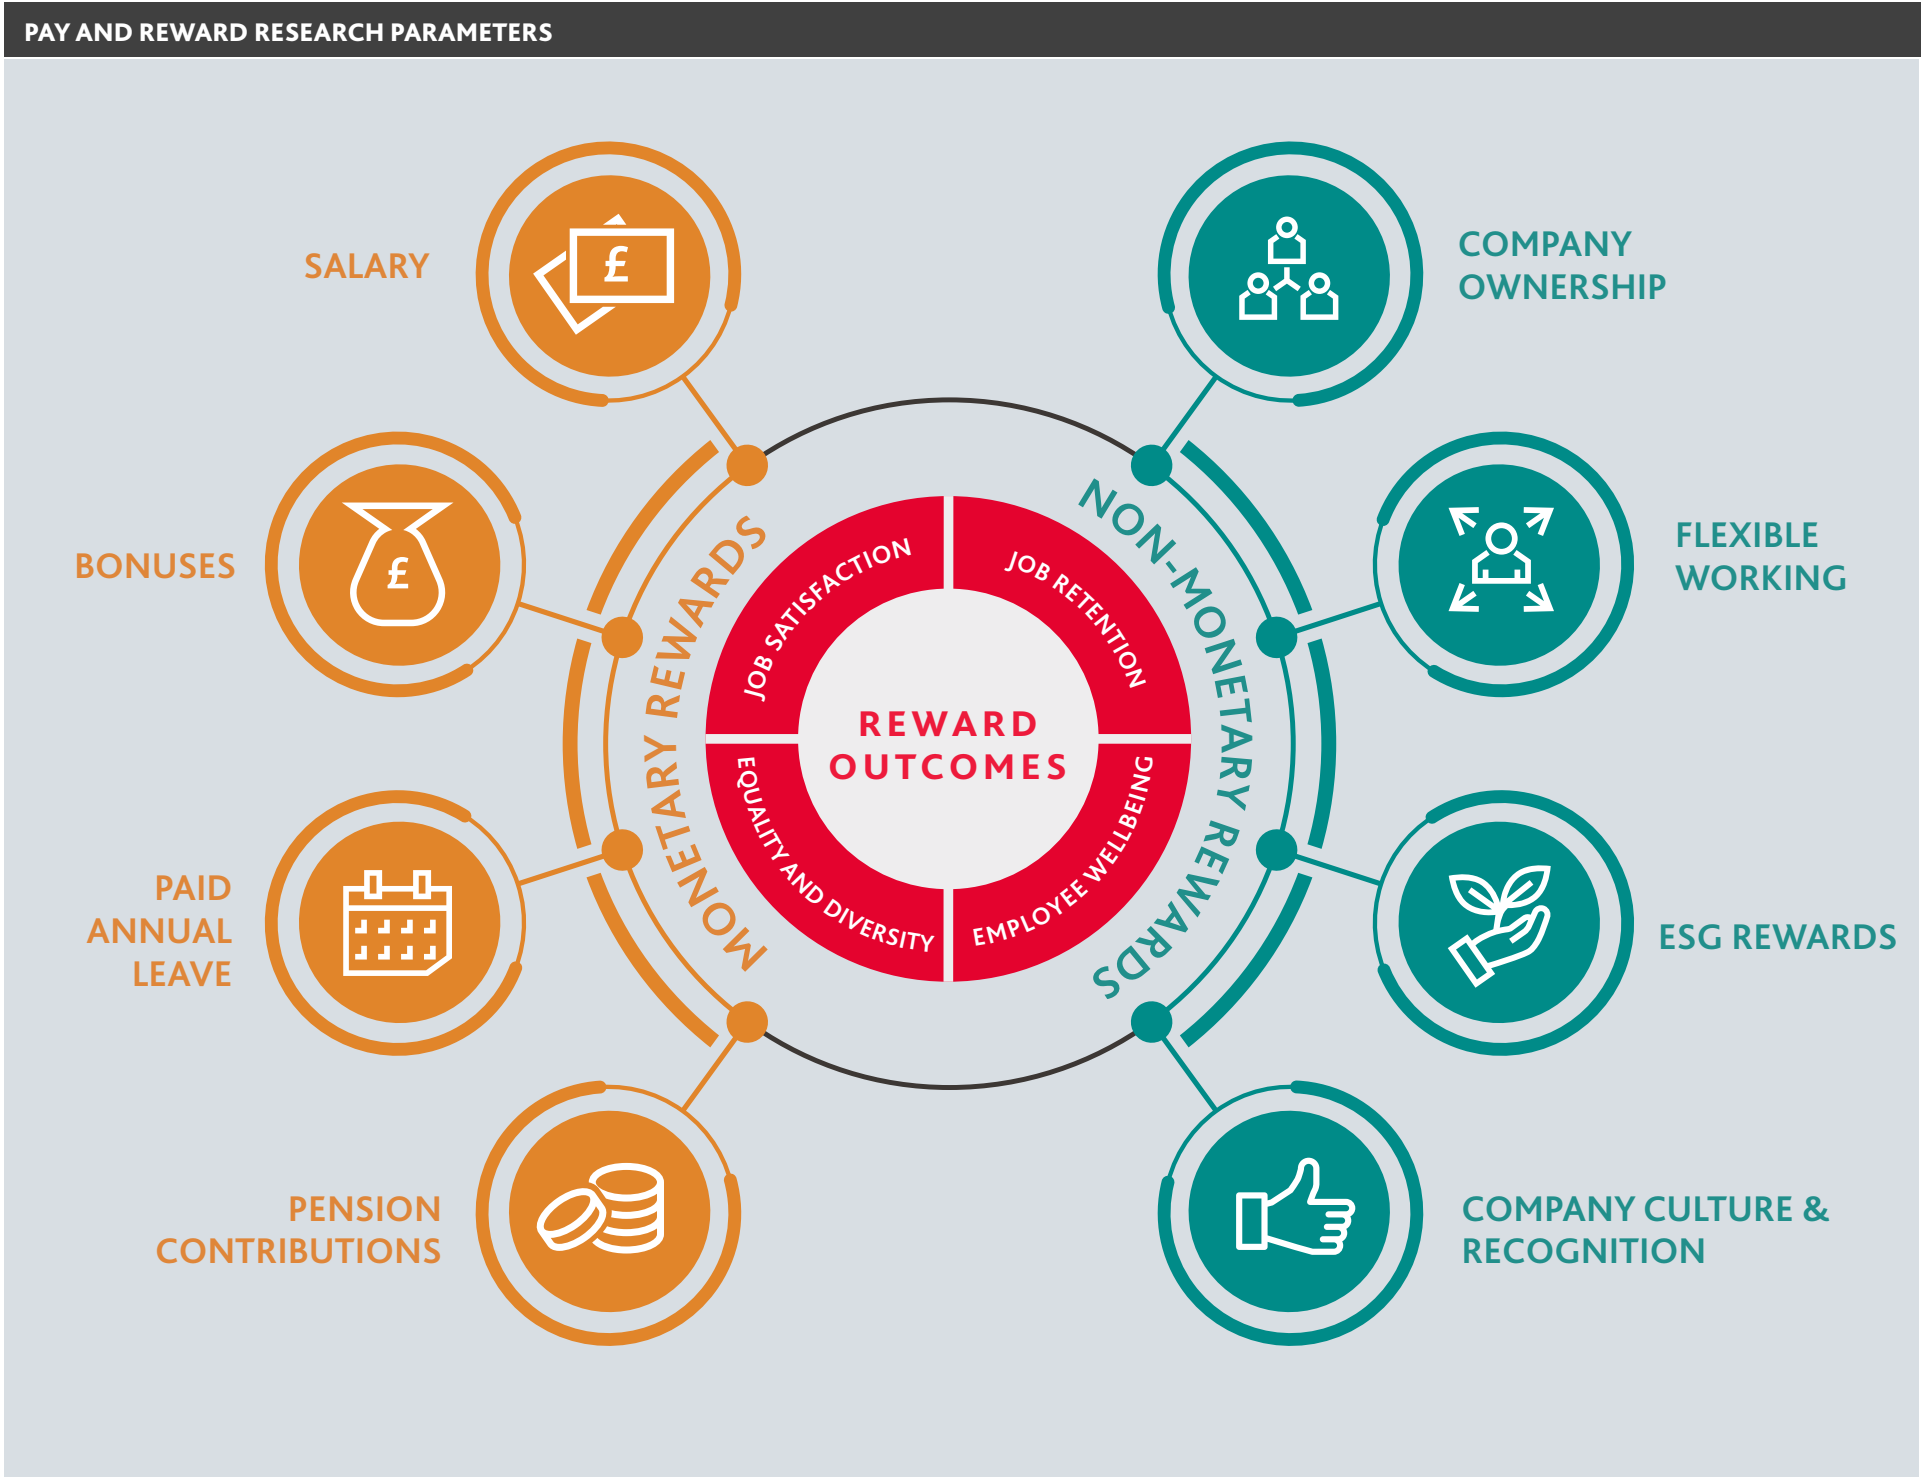 PAY AND REWARD RESEARCH PARAMETERS
SALARY
£
BONUSES
£
PAID
ANNUAL
LEAVE
PENSION
CONTRIBUTIONS
MONETARY REWARDS
JOB SATISFACTION
JOB RETENTION
REWARD
OUTCOMES
EQUALITY AND DIVERSITY
EMPLOYEE WELLBEING
NON-MONETARY REWARDS
COMPANY
OWNERSHIP
FLEXIBLE
WORKING
ESG REWARDS
COMPANY CULTURE &
RECOGNITION